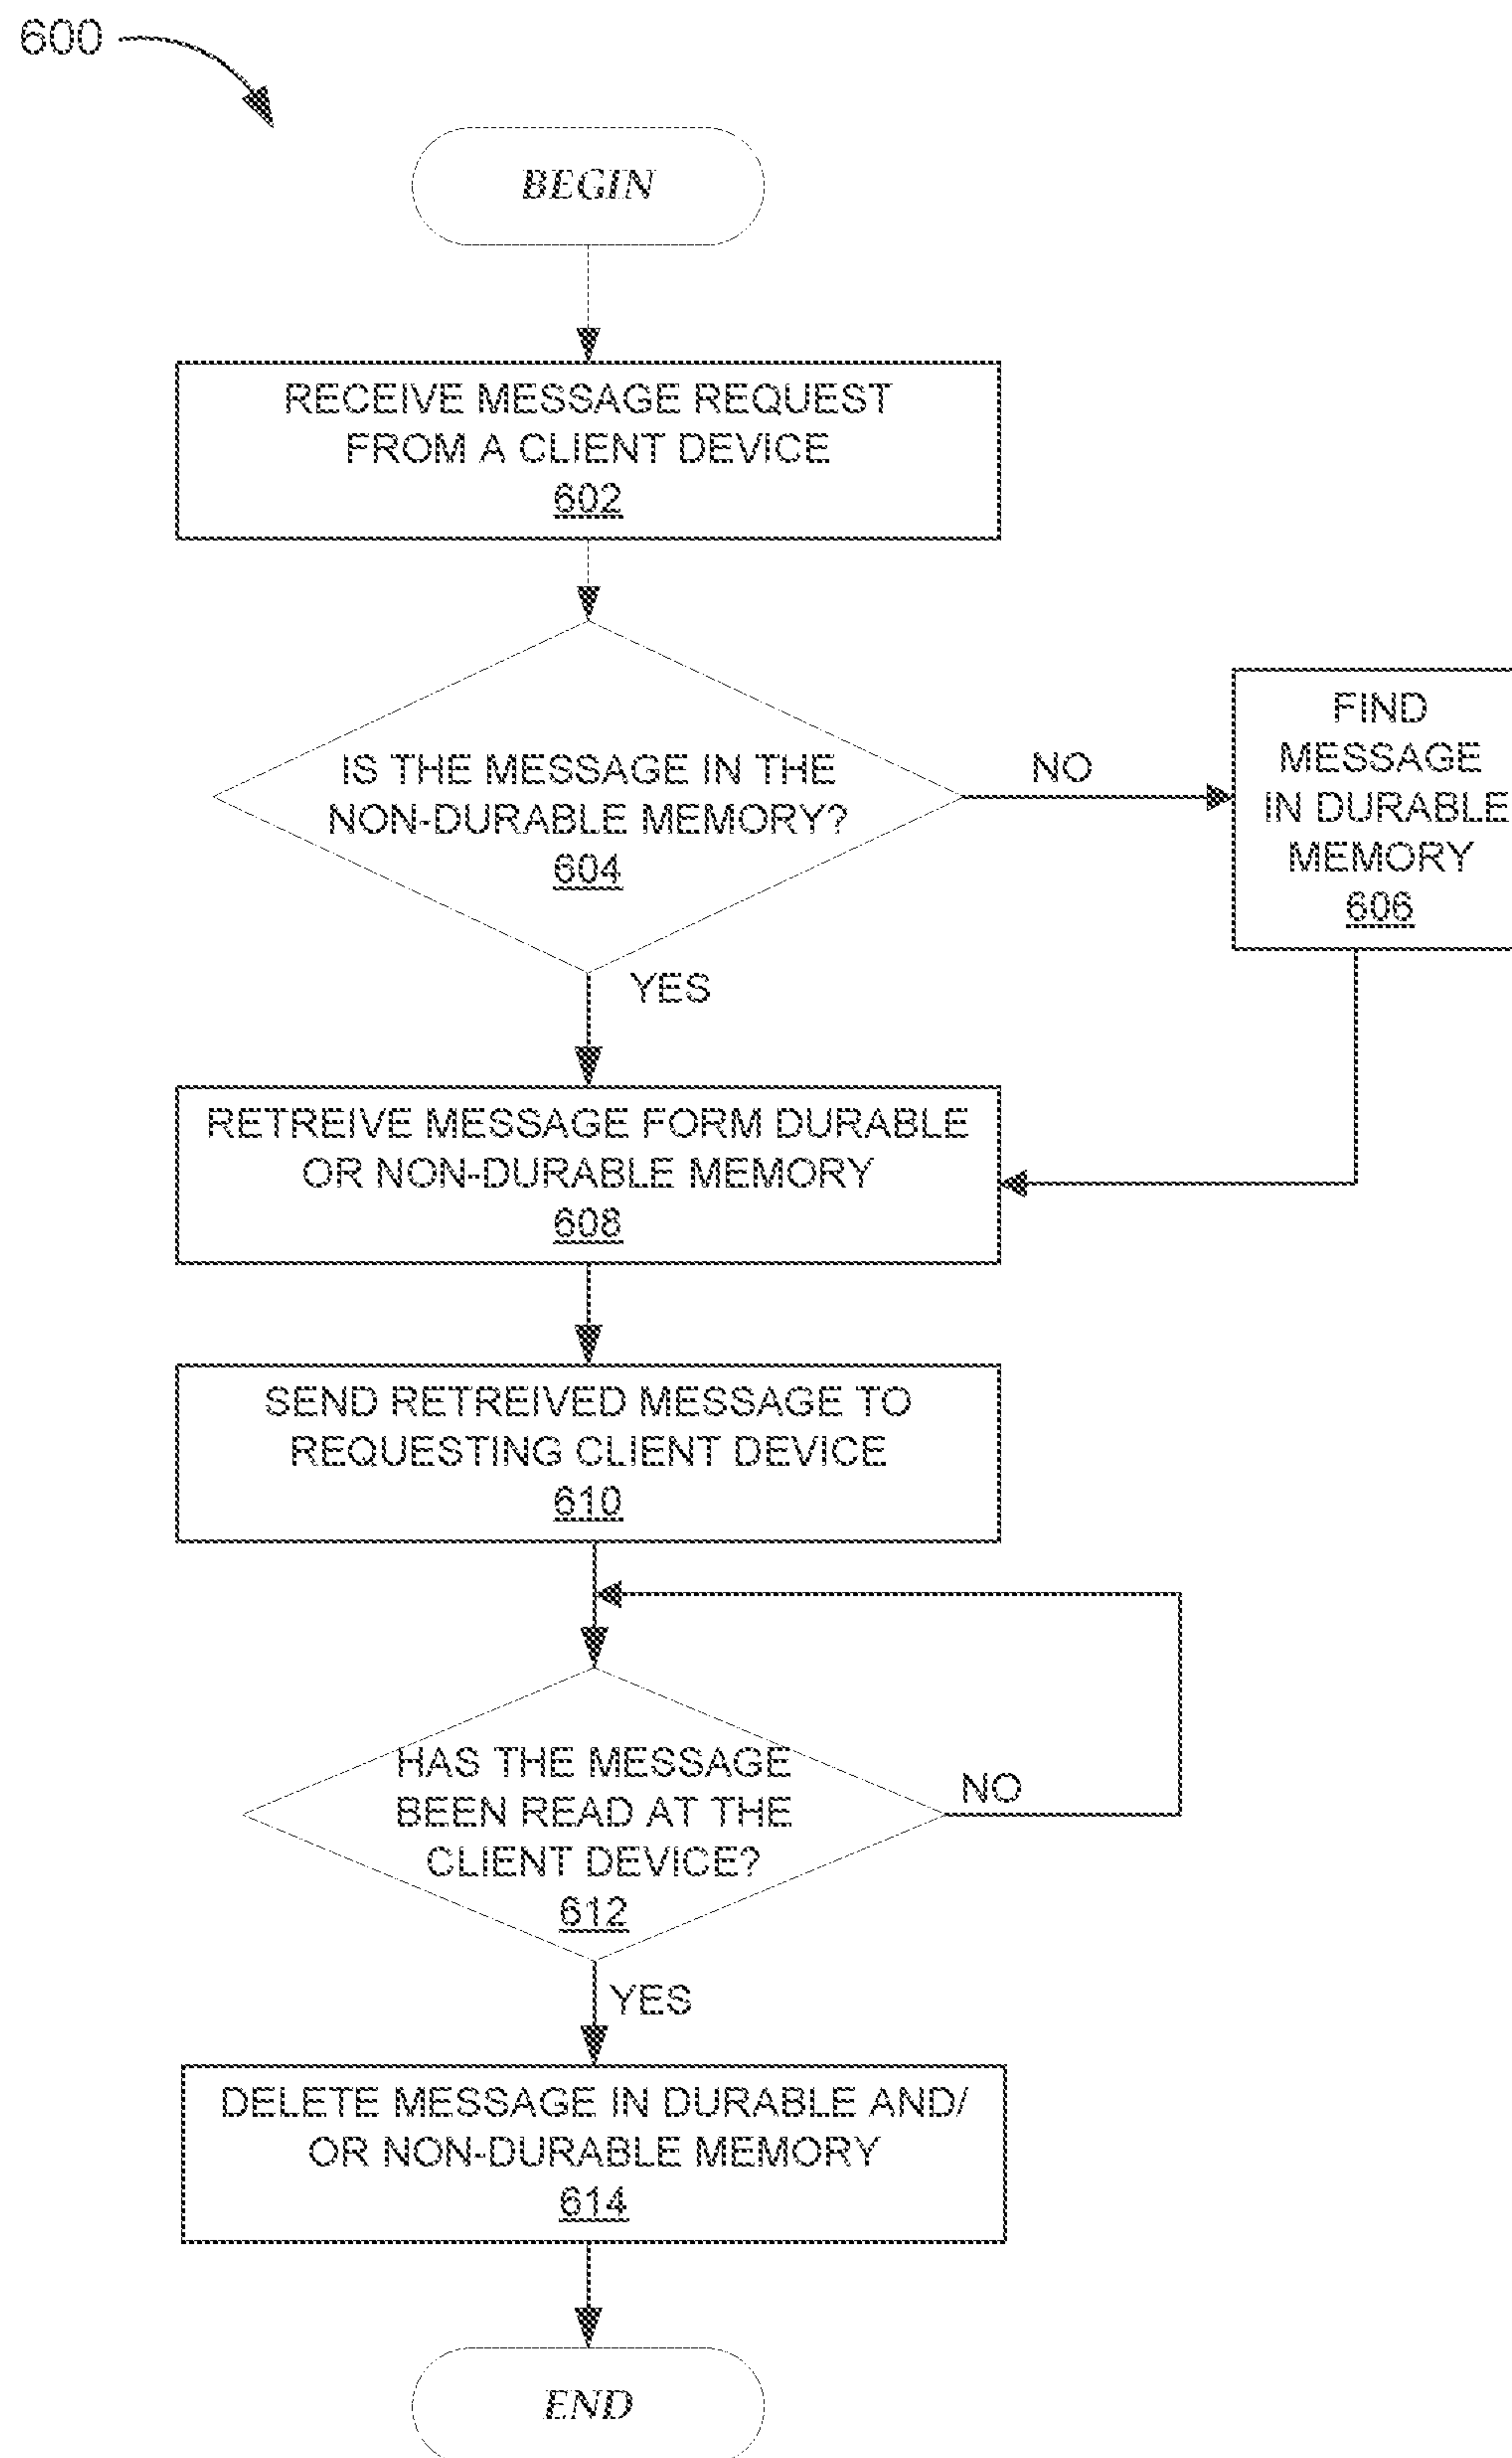 600
BEGIN
RECEIVE MESSAGE REQUEST
FROM A CLIENT DEVICE
602
IS THE MESSAGE IN THE
NON-DURABLE MEMORY?
604
NO
FIND
MESSAGE
IN DURABLE
MEMORY
606
YES
RETREIVE MESSAGE FORM DURABLE
OR NON-DURABLE MEMORY
608
SEND RETREIVED MESSAGE TO
REQUESTING CLIENT DEVICE
610
HAS THE MESSAGE
BEEN READ AT THE
CLIENT DEVICE?
612
NO
YES
DELETE MESSAGE IN DURABLE AND/
OR NON-DURABLE MEMORY
614
END